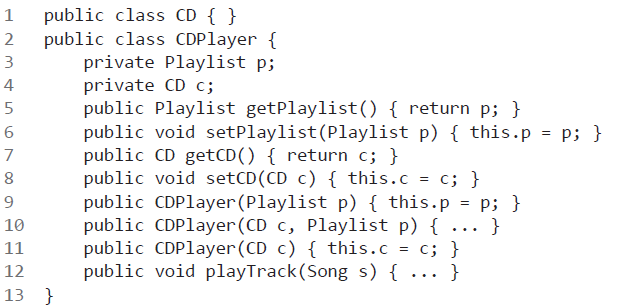 1 public class CD { }
2 public class CDPlayer {
3 private Playlist p;
4 private CD c;
5 public Playlist getPlaylist() { return p; }
6 public void setPlaylist(Playlist p) { this.p = p; }
7 public CD getCD() { return c; }
8 public void setCD(CD c) { this.c = c; }
9 public CDPlayer(Playlist p) { this.p = p; }
10 public CDPlayer(CD c, Playlist p) { ... }
11 public CDPlayer(CD c) { this.c = c; }
12 public void playTrack(Song s) { ... }
13 }